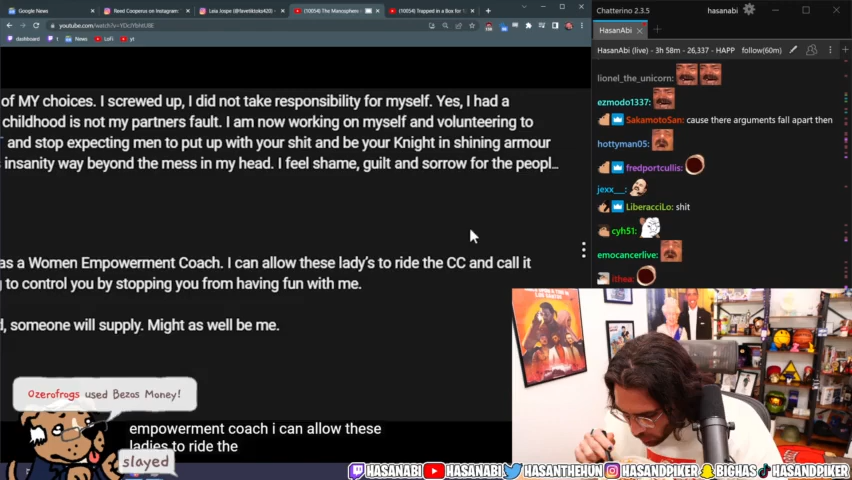 Google News
Reed Cooperus on Instagram
Leia Jospe (@Favetiktoks420)
(10054) The Manosphere
(10054) Trapped in a Box for 1
youtube.com/watch?v=
dashboard
t
News
LoFi
yt
Chatterino 2.3.5
hasanabi
HasanAbi
HasanAbi - 3h 58m - 26,337 - HAPP
follow(60m)
of MY choices. I screwed up, I did not take responsibility for myself. Yes, I had a
childhood is not my partners fault. I am now working on myself and volunteering to
and stop expecting men to put up with your shit and be your Knight in shining armour
insanity way beyond the mess in my head. I feel shame, guilt and sorrow for the peopl...
as a Women Empowerment Coach. I can allow these lady's to ride the CC and call it
to control you by stopping you from having fun with me.
d, someone will supply. Might as well be me.
lionel_the_unicorn:
ezmodo1337:
SakamotoSan: cause there arguments fall apart then
hottyman05:
fredportcullis:
jexx___:
LiberacciLo: shit
cyh51:
emocancerlive:
ithea:
Ozerofrogs used Bezos Money!
slayed
empowerment coach i can allow these
ladies to ride the
HASANABI
HASANABI
HASANTHEHUN
HASANDPIKER
BIGHAS
HASANDPIKER